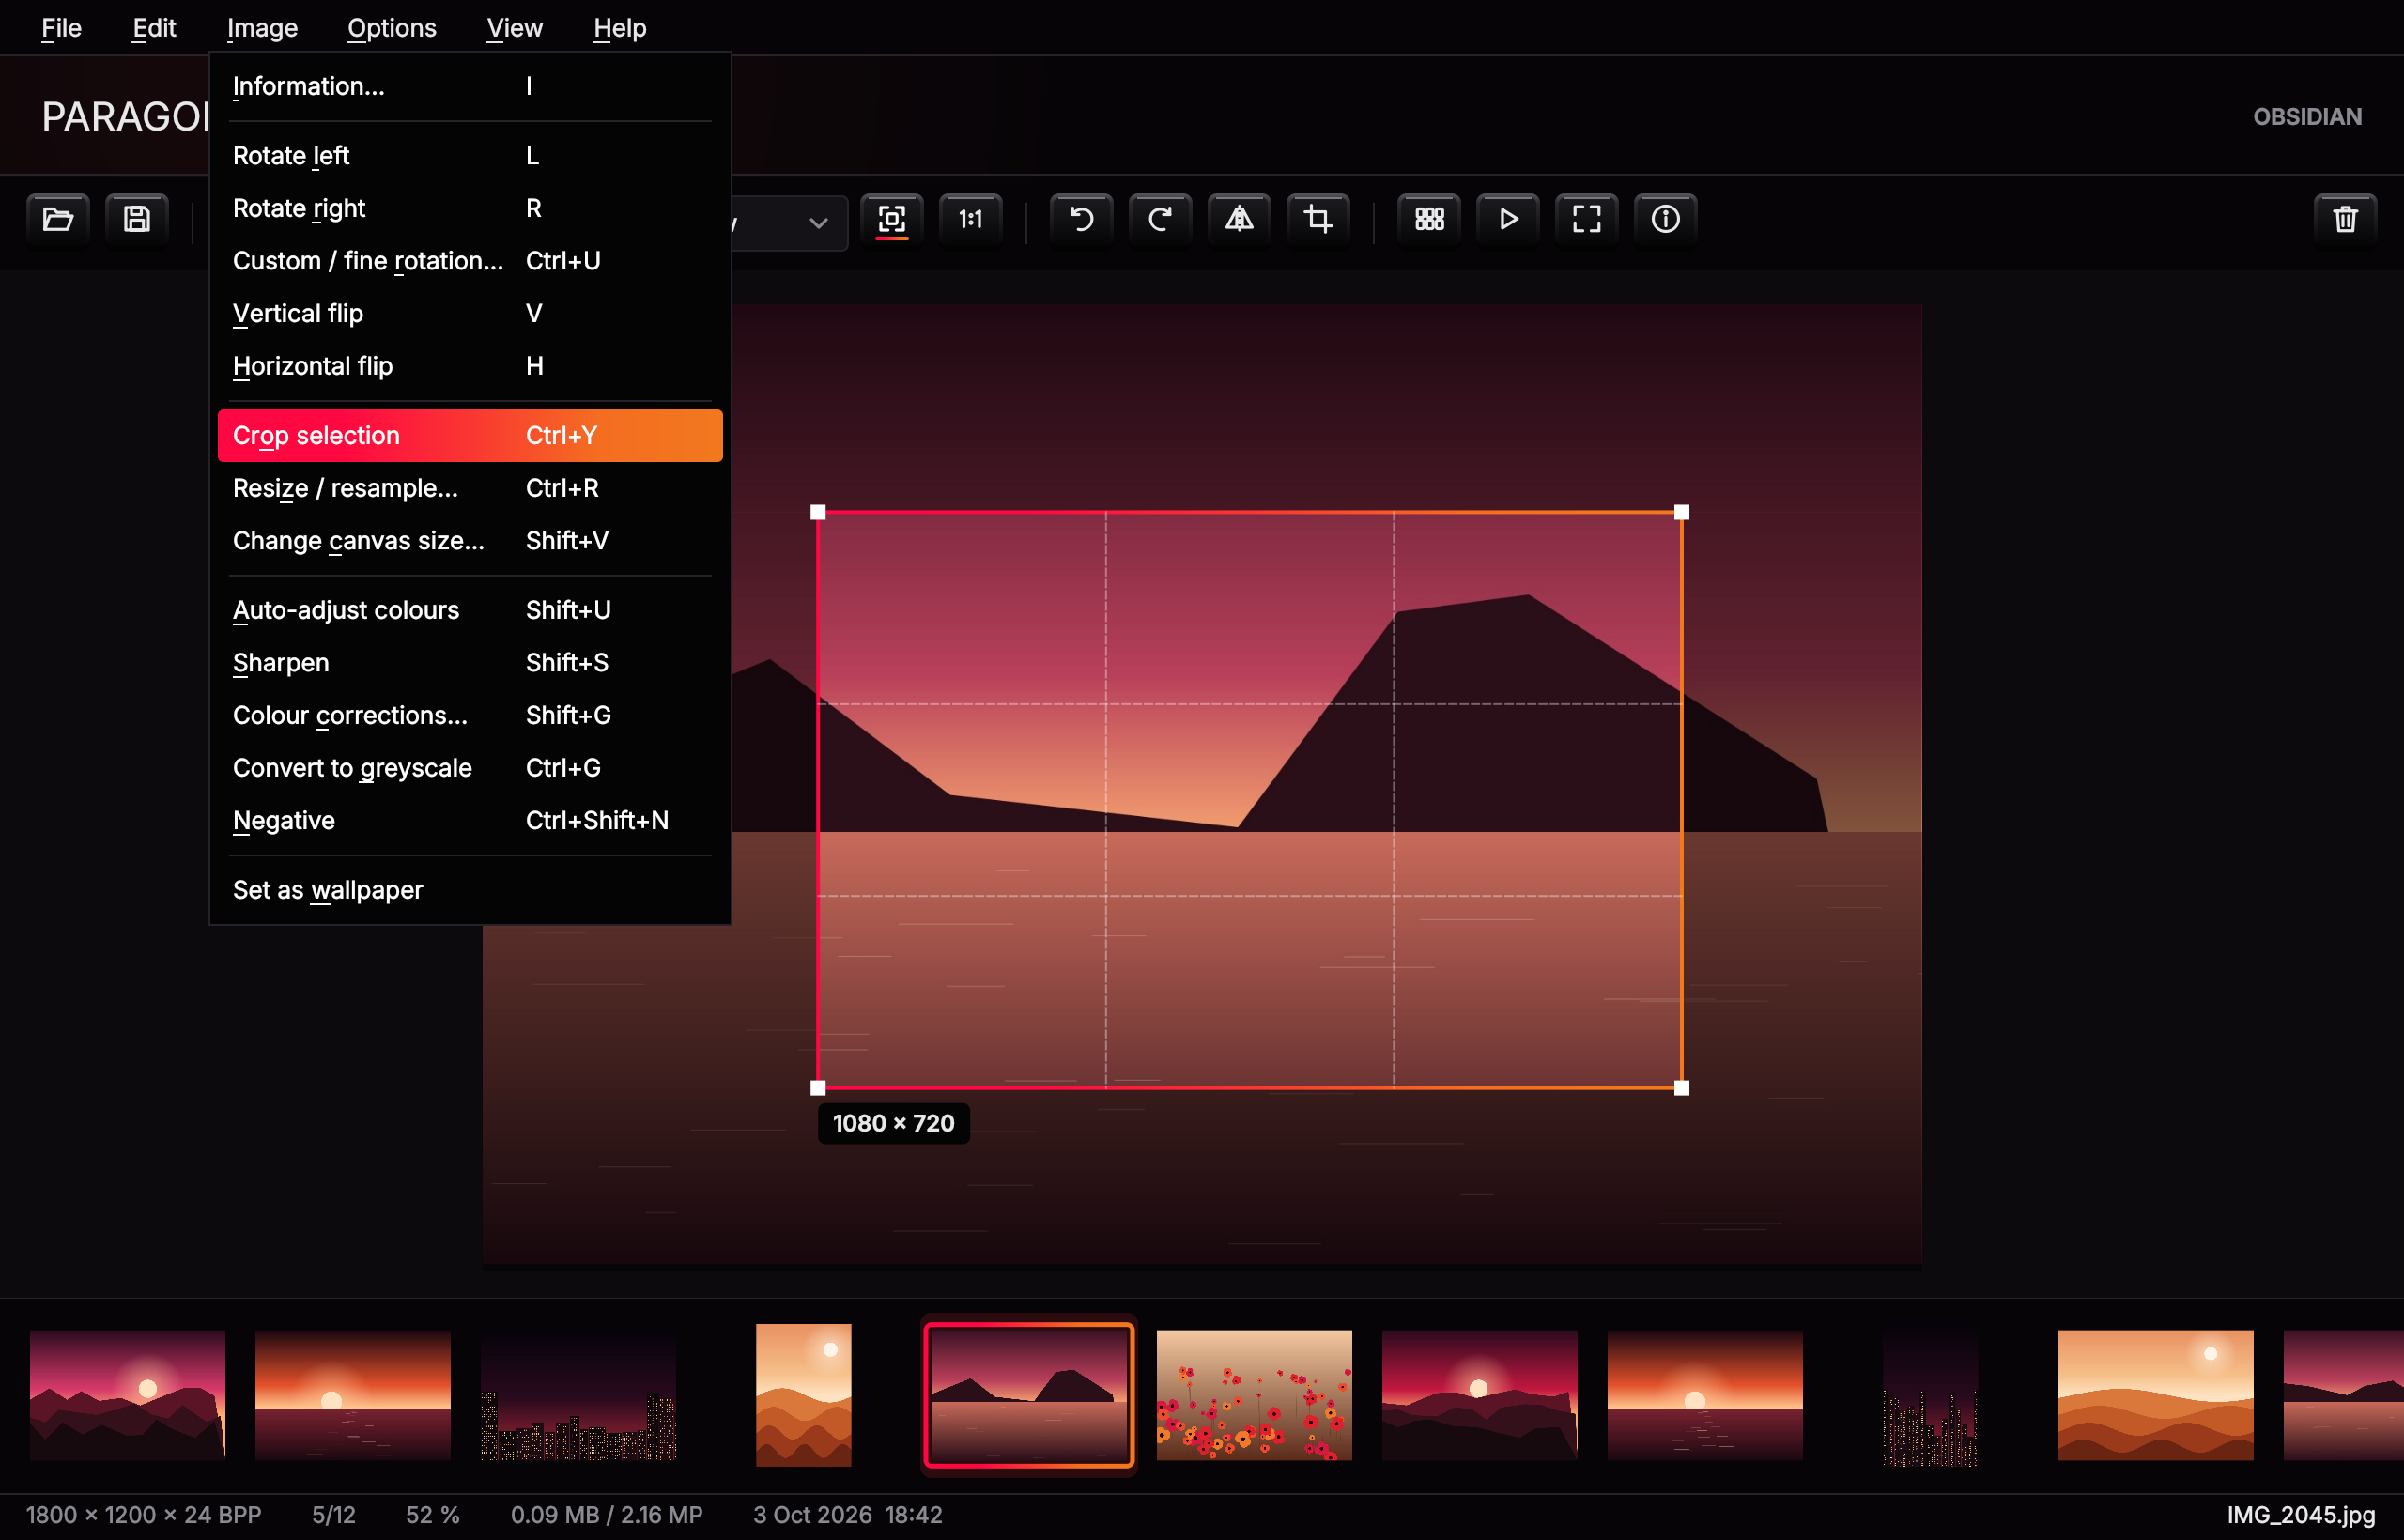 File Edit Image Options View Help
Information... I
OBSIDIAN
Rotate left L
Rotate right R
1:1
Custom / fine rotation... Ctrl+U
Vertical flip V
Horizontal flip H
Crop selection Ctrl+Y
Resize / resample... Ctrl+R
Change canvas size... Shift+V
Auto-adjust colours Shift+U
Sharpen Shift+S
Colour corrections... Shift+G
Convert to greyscale Ctrl+G
Negative Ctrl+Shift+N
Set as wallpaper
1080 × 720
1800 × 1200 × 24 BPP 5/12 52 % 0.09 MB / 2.16 MP 3 Oct 2026 18:42 IMG_2045.jpg